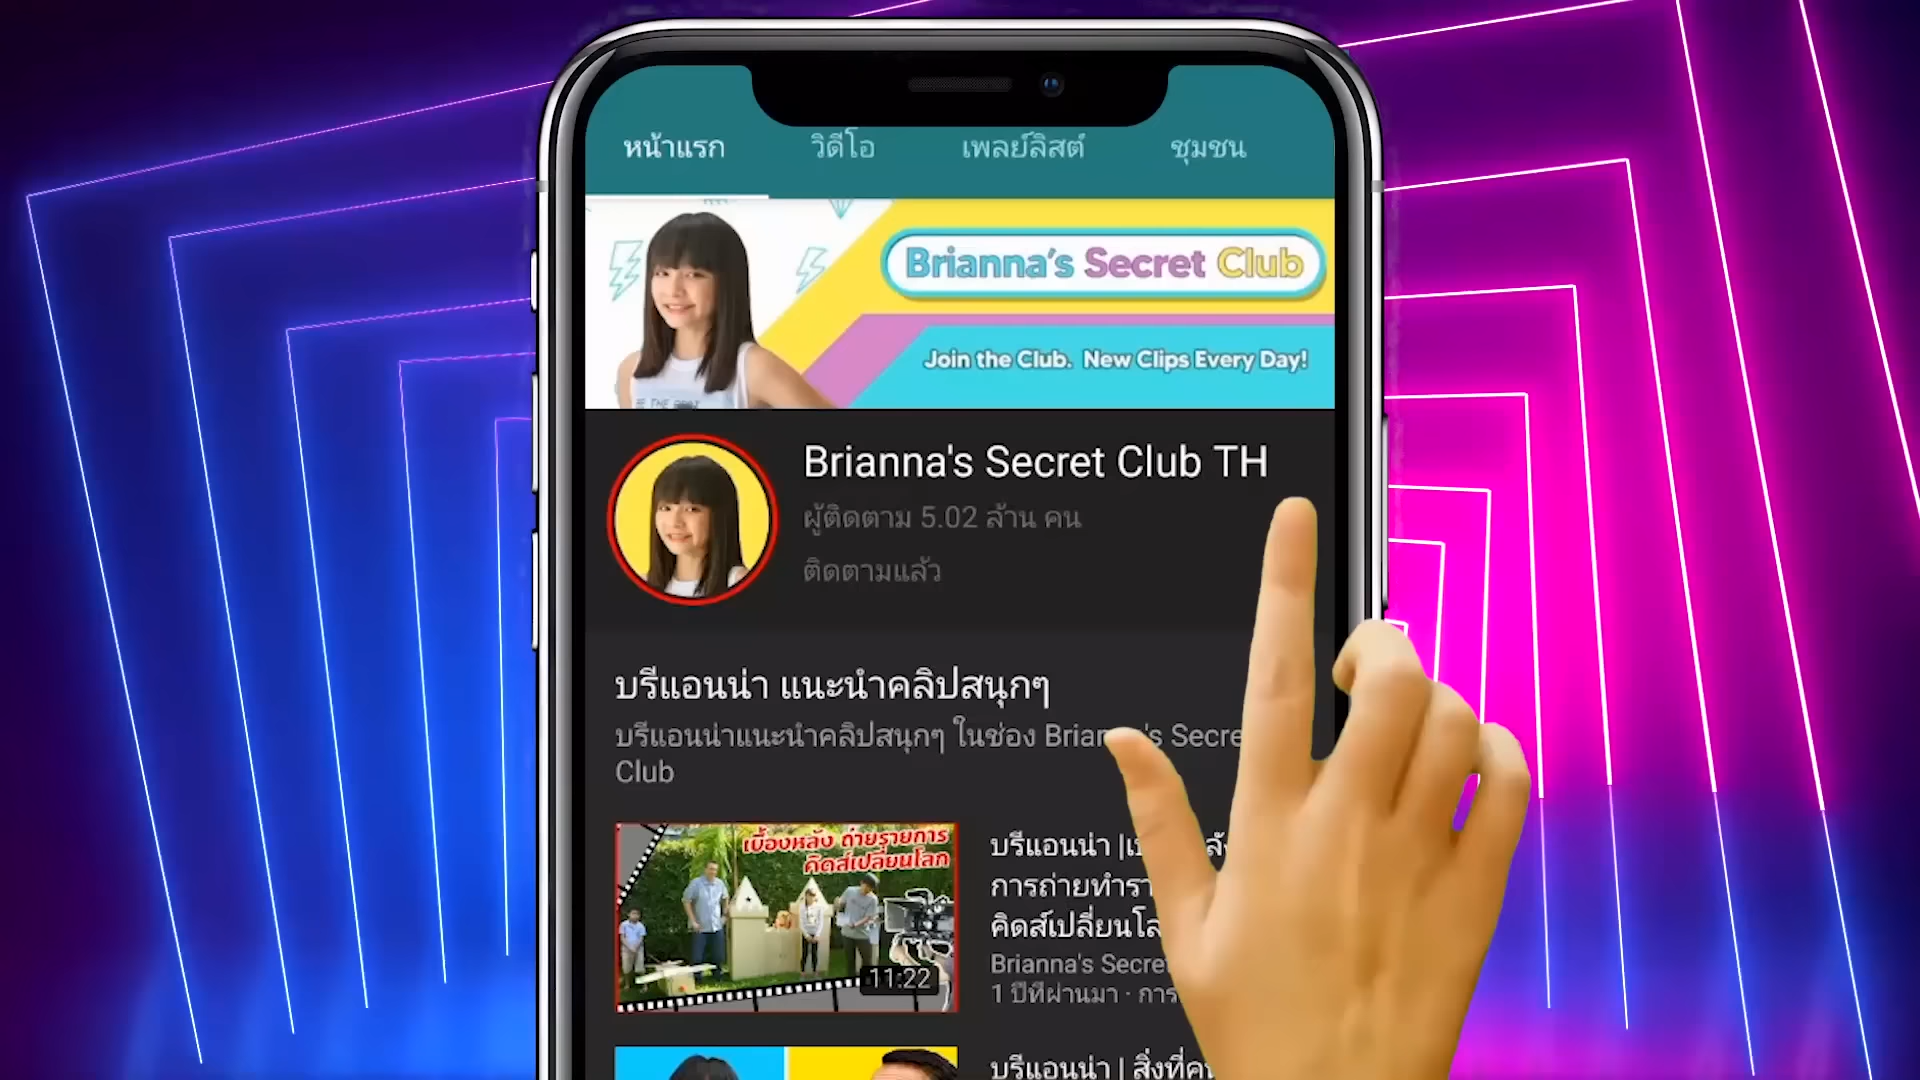 หน้าแรก วิดีโอ เพลย์ลิสต์ ชุมชน
Brianna's Secret Club
Join the Club. New Clips Every Day!
Brianna's Secret Club TH
ผู้ติดตาม 5.02 ล้าน คน
ติดตามแล้ว
บรีแอนน่า แนะนำคลิปสนุกๆ
บรีแอนน่าแนะนำคลิปสนุกๆ ในช่อง Brianna's Secret
Club
เบื้องหลัง ถ่ายรายการ
คิดส์เปลี่ยนโลก
11:22
บรีแอนน่า |
การถ่ายทำ
คิดส์เปลี่ยนโลก
Brianna's Secret
1 ปีที่ผ่านมา · การ
บรีแอนน่า | สิ่งที่